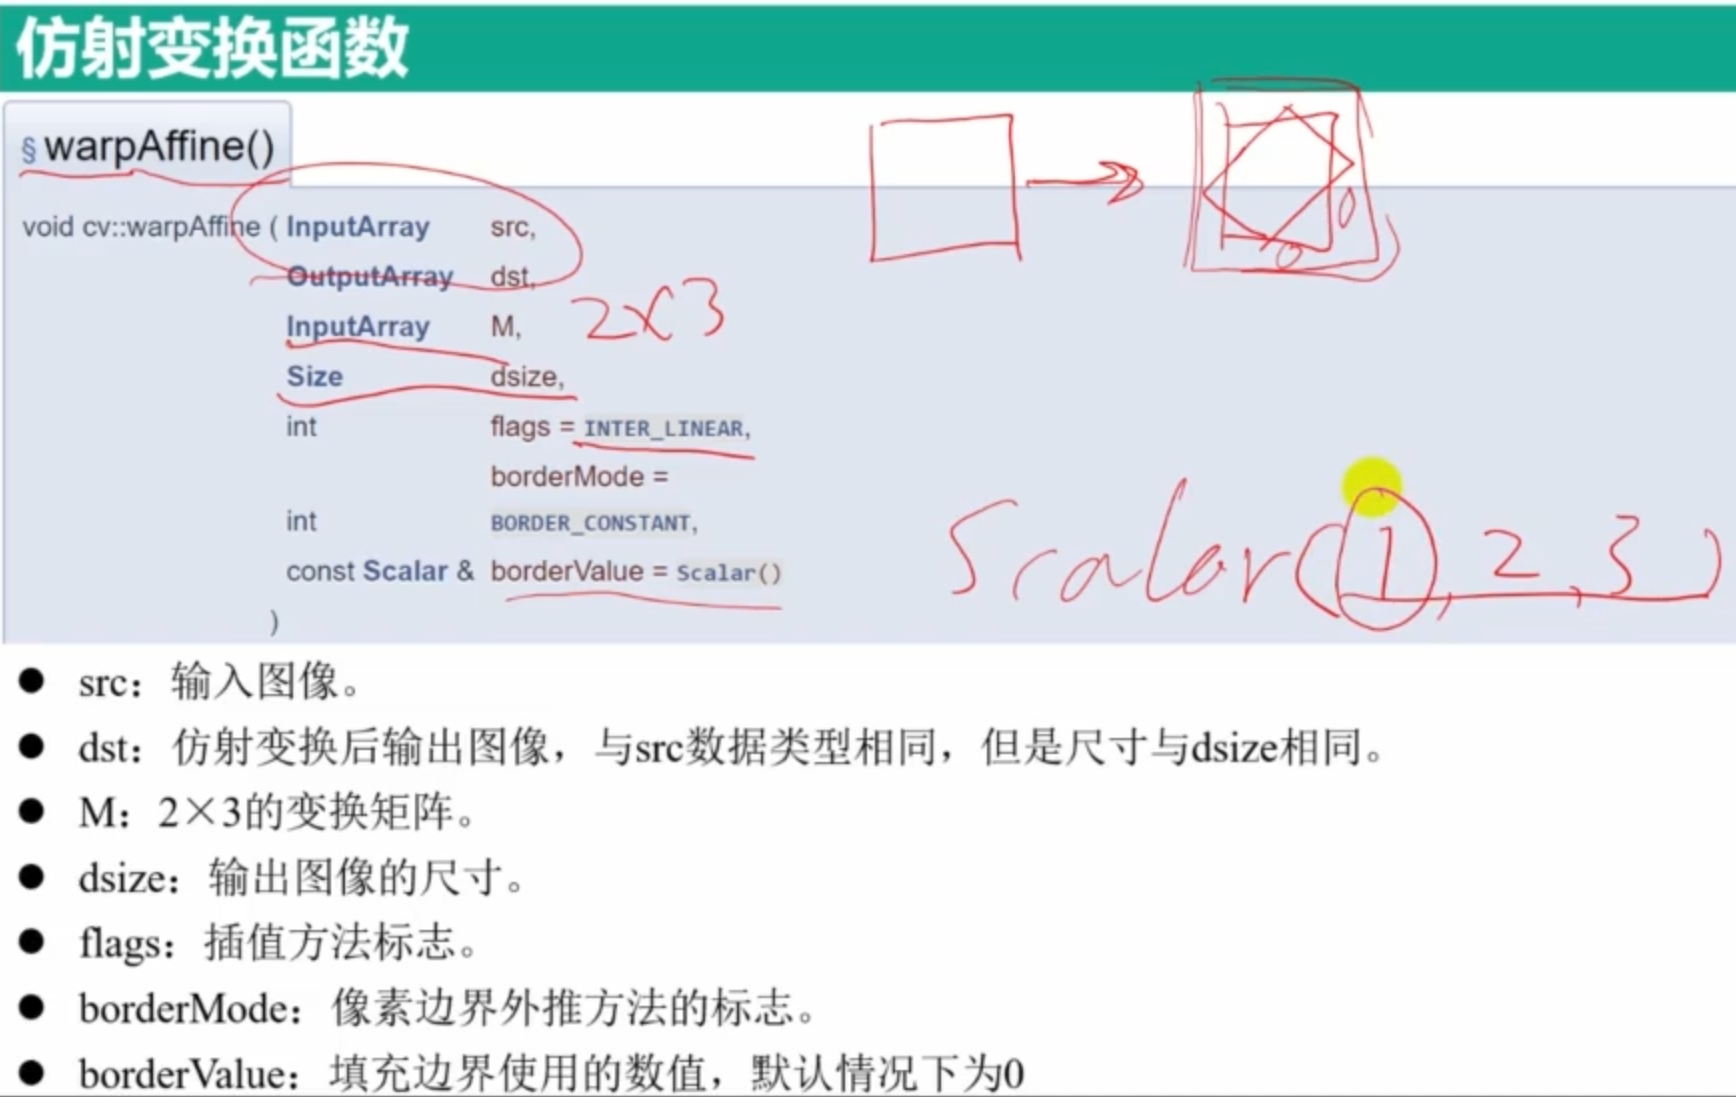 仿射变换函数
§ warpAffine()
void cv::warpAffine ( InputArray src,
OutputArray dst,
InputArray M,
2×3
Size dsize,
int flags = INTER_LINEAR,
borderMode =
int BORDER_CONSTANT,
const Scalar & borderValue = Scalar()
)
0
0
Scalar(1,2,3)
● src：输入图像。
● dst：仿射变换后输出图像，与src数据类型相同，但是尺寸与dsize相同。
● M：2×3的变换矩阵。
● dsize：输出图像的尺寸。
● flags：插值方法标志。
● borderMode：像素边界外推方法的标志。
● borderValue：填充边界使用的数值，默认情况下为0